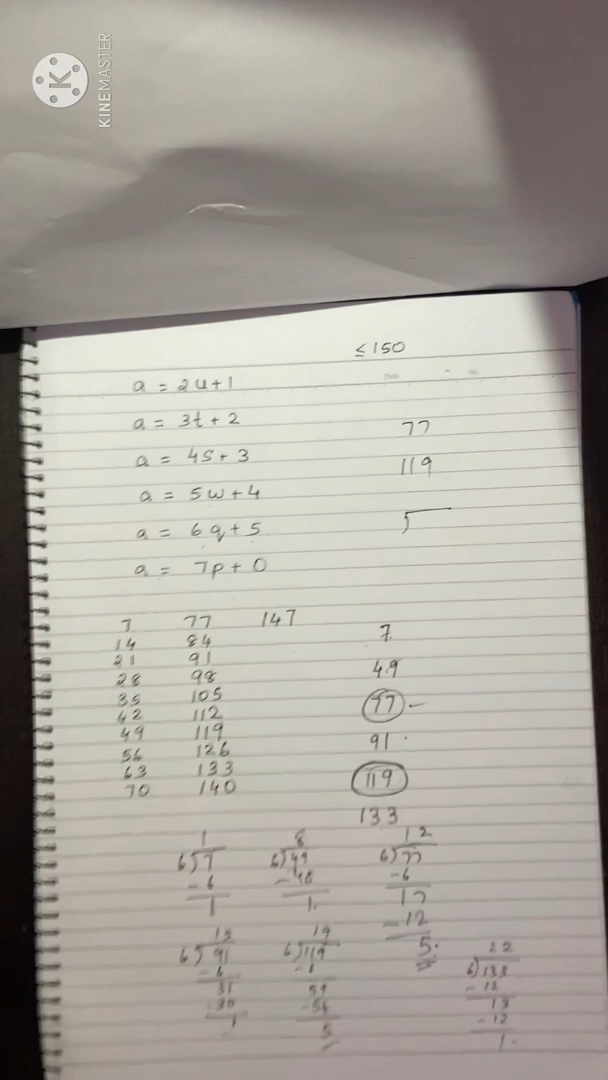 KINEMASTER
≤ 150
a = 2u+1
a = 3t + 2
77
a = 4s + 3
119
a = 5w + 4
a = 6q + 5
a = 7p + 0
7 77 147
14 84
7
21 91
28 98
49
35 105
42 112
77
49 119
56 126
91
63 133
119
70 140
133
1 8 12
6)7 6)49 6)77
-6 -48 -6
1 1. 17
-12
15 19 5.
6)91 6)119 22
-6 6)133
31 59 -12
-30 -54 13
1 5 -12
1.